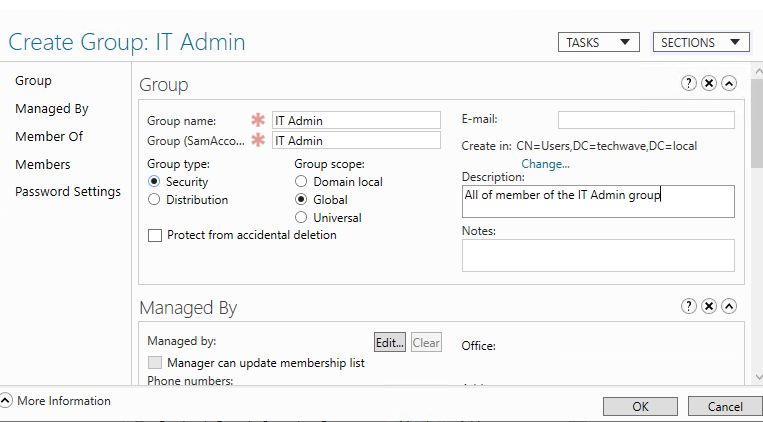 Create Group: IT Admin
TASKS
SECTIONS
Group
Managed By
Member Of
Members
Password Settings
Group
Group name:
IT Admin
Group (SamAcco...
IT Admin
Group type:
Security
Distribution
Group scope:
Domain local
Global
Universal
Protect from accidental deletion
E-mail:
Create in: CN=Users,DC=techwave,DC=local
Change...
Description:
All of member of the IT Admin group
Notes:
Managed By
Managed by:
Edit...
Clear
Manager can update membership list
Phone numbers:
Office:
More Information
OK
Cancel